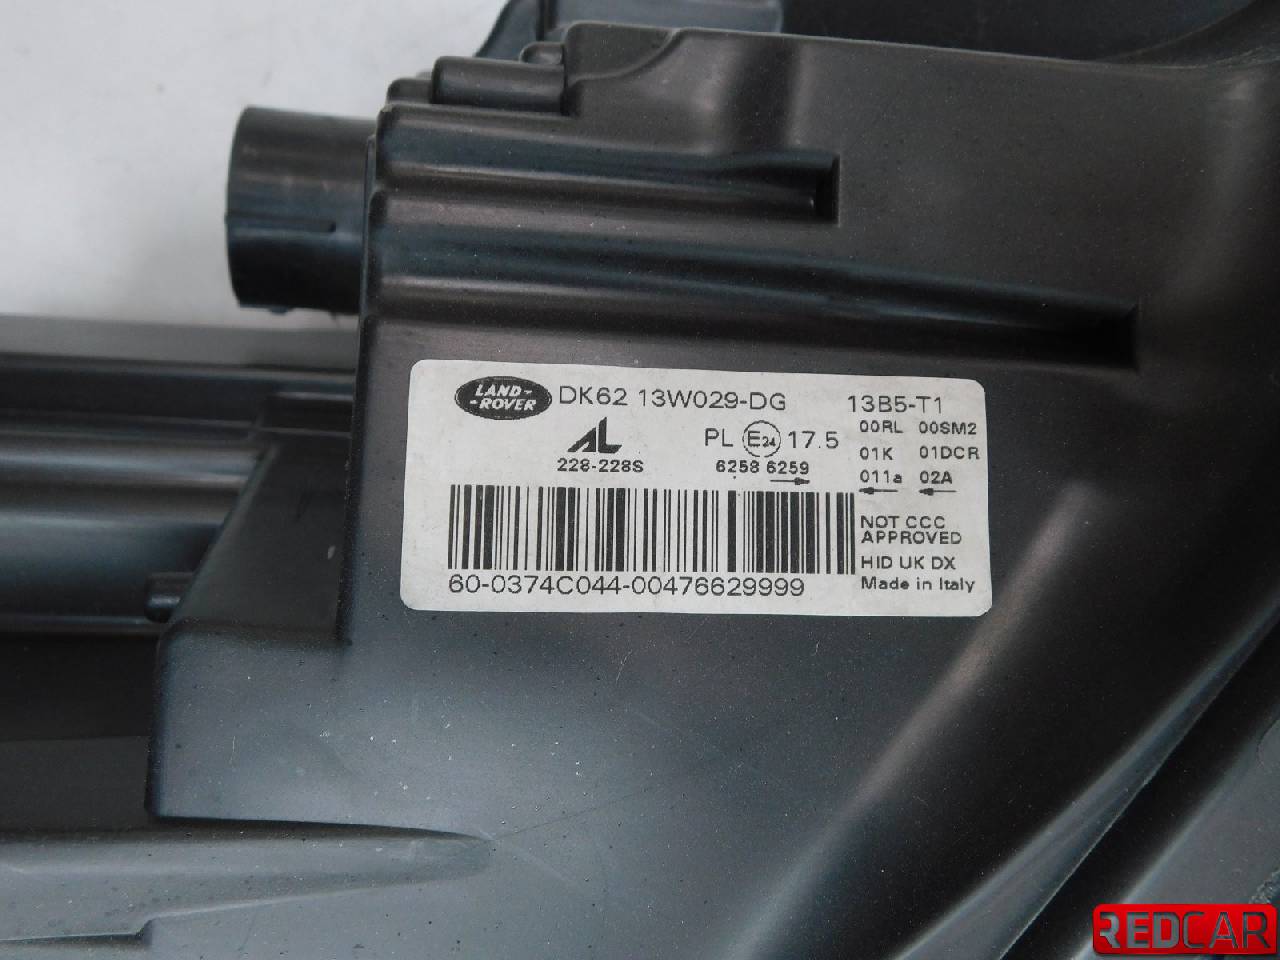 LAND-
-ROVER
DK62 13W029-DG 13B5-T1
AL
228-228S
PL E24 17.5
6258 6259
00RL 00SM2
01K 01DCR
011a 02A
NOT CCC
APPROVED
HID UK DX
Made in Italy
60-0374C044-00476629999
REDCAR